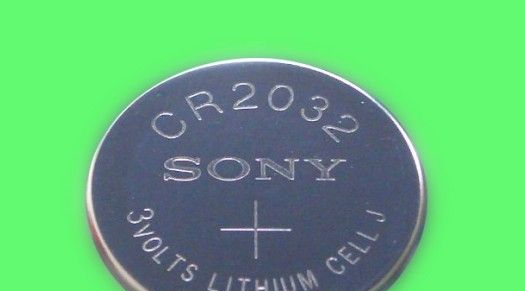 CR2032
SONY
+
3VOLTS LITHIUM CELL J